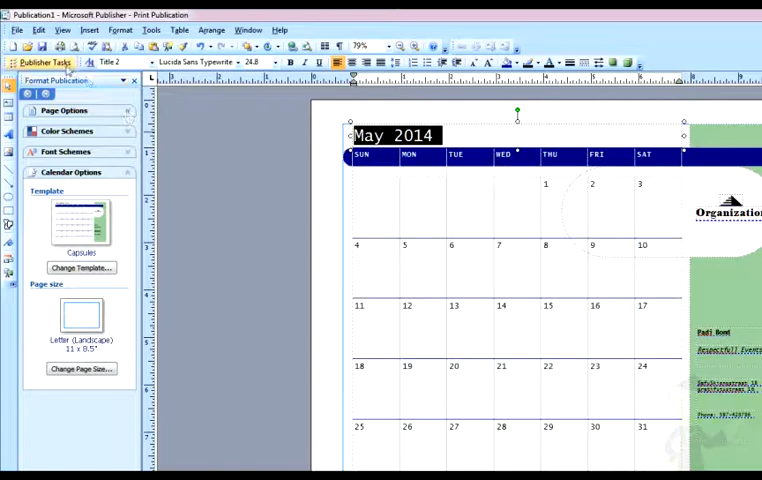 Publication1 - Microsoft Publisher - Print Publication
File Edit View Insert Format Tools Table Arrange Window Help
79%
Publisher Tasks Title 2 Lucida Sans Typewrite 24.8 B I U
Format Publication
Page Options
Color Schemes
Font Schemes
Calendar Options
Template
Capsules
Change Template...
Page size
Letter (Landscape)
11 x 8.5"
Change Page Size...
May 2014
SUN MON TUE WED THU FRI SAT
1 2 3
4 5 6 7 8 9 10
11 12 13 14 15 16 17
18 19 20 21 22 23 24
25 26 27 28 29 30 31
Organization
Padi Bond